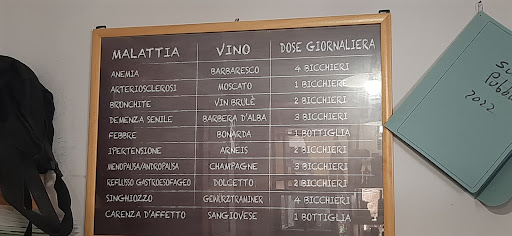 MALATTIA VINO DOSE GIORNALIERA
ANEMIA BARBARESCO 4 BICCHIERI
ARTERIOSCLEROSI MOSCATO 1 BICCHIERE
BRONCHITE VIN BRULÈ 2 BICCHIERI
DEMENZA SENILE BARBERA D'ALBA 3 BICCHIERI
FEBBRE BONARDA 1 BOTTIGLIA
IPERTENSIONE ARNEIS 2 BICCHIERI
MENOPAUSA/ANDROPAUSA CHAMPAGNE 3 BICCHIERI
REFLUSSO GASTROESOFAGEO DOLCETTO 2 BICCHIERI
SINGHIOZZO GEWÜRZTRAMINER 4 BICCHIERI
CARENZA D'AFFETTO SANGIOVESE 1 BOTTIGLIA
2022